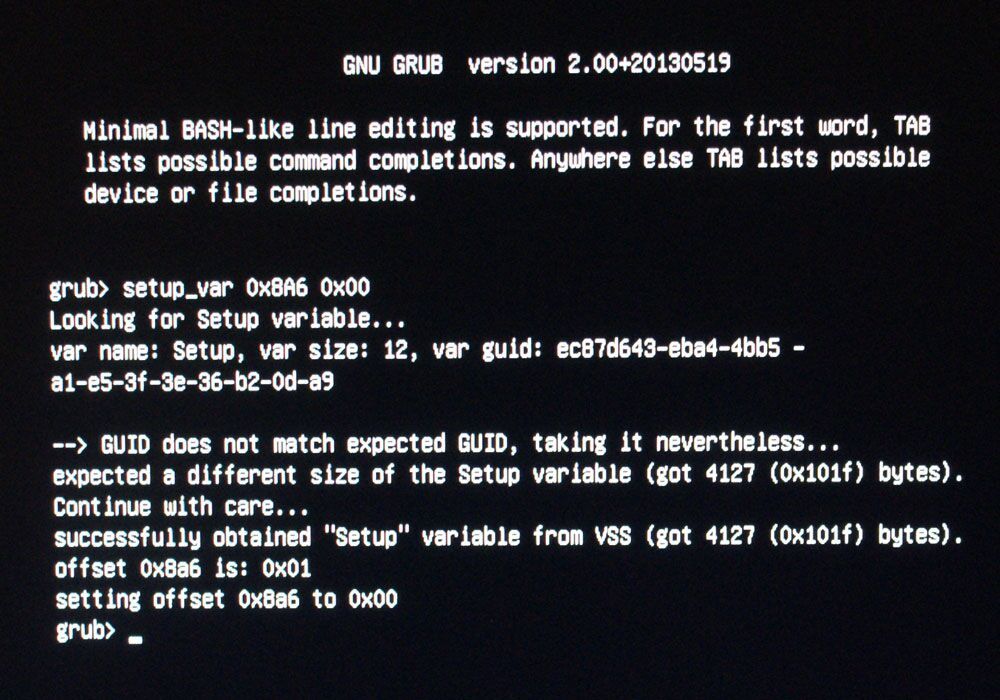 GNU GRUB version 2.00+20130519
Minimal BASH-like line editing is supported. For the first word, TAB
lists possible command completions. Anywhere else TAB lists possible
device or file completions.
grub> setup_var 0x8A6 0x00
Looking for Setup variable...
var name: Setup, var size: 12, var guid: ec87d643-eba4-4bb5 -
a1-e5-3f-3e-36-b2-0d-a9
--> GUID does not match expected GUID, taking it nevertheless...
expected a different size of the Setup variable (got 4127 (0x101f) bytes).
Continue with care...
successfully obtained "Setup" variable from VSS (got 4127 (0x101f) bytes).
offset 0x8a6 is: 0x01
setting offset 0x8a6 to 0x00
grub> _